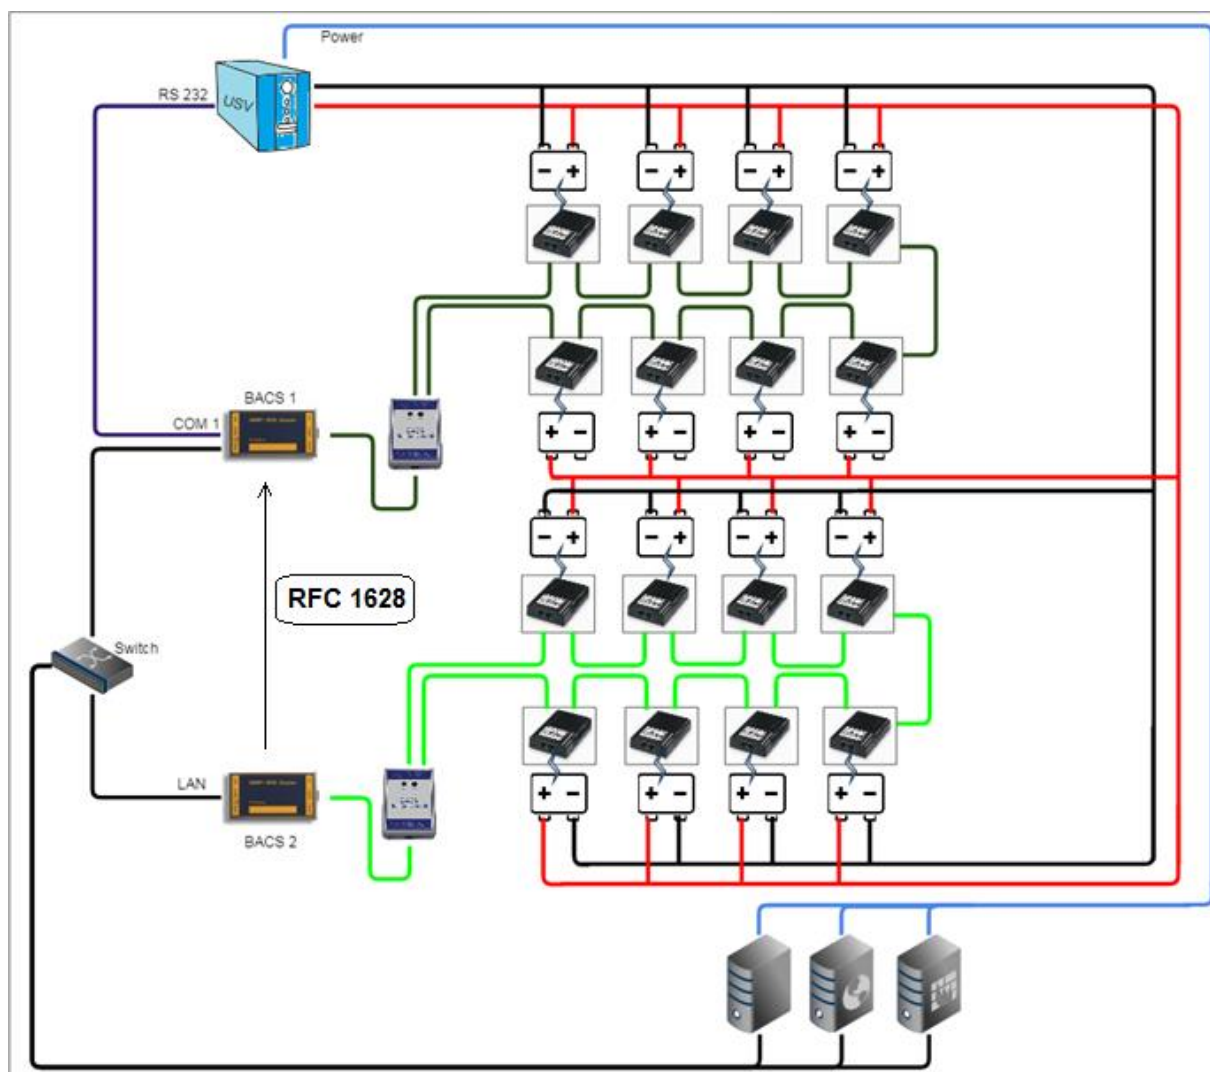 Power
RS 232
USV
BACS 1
COM 1
RFC 1628
Switch
LAN
BACS 2